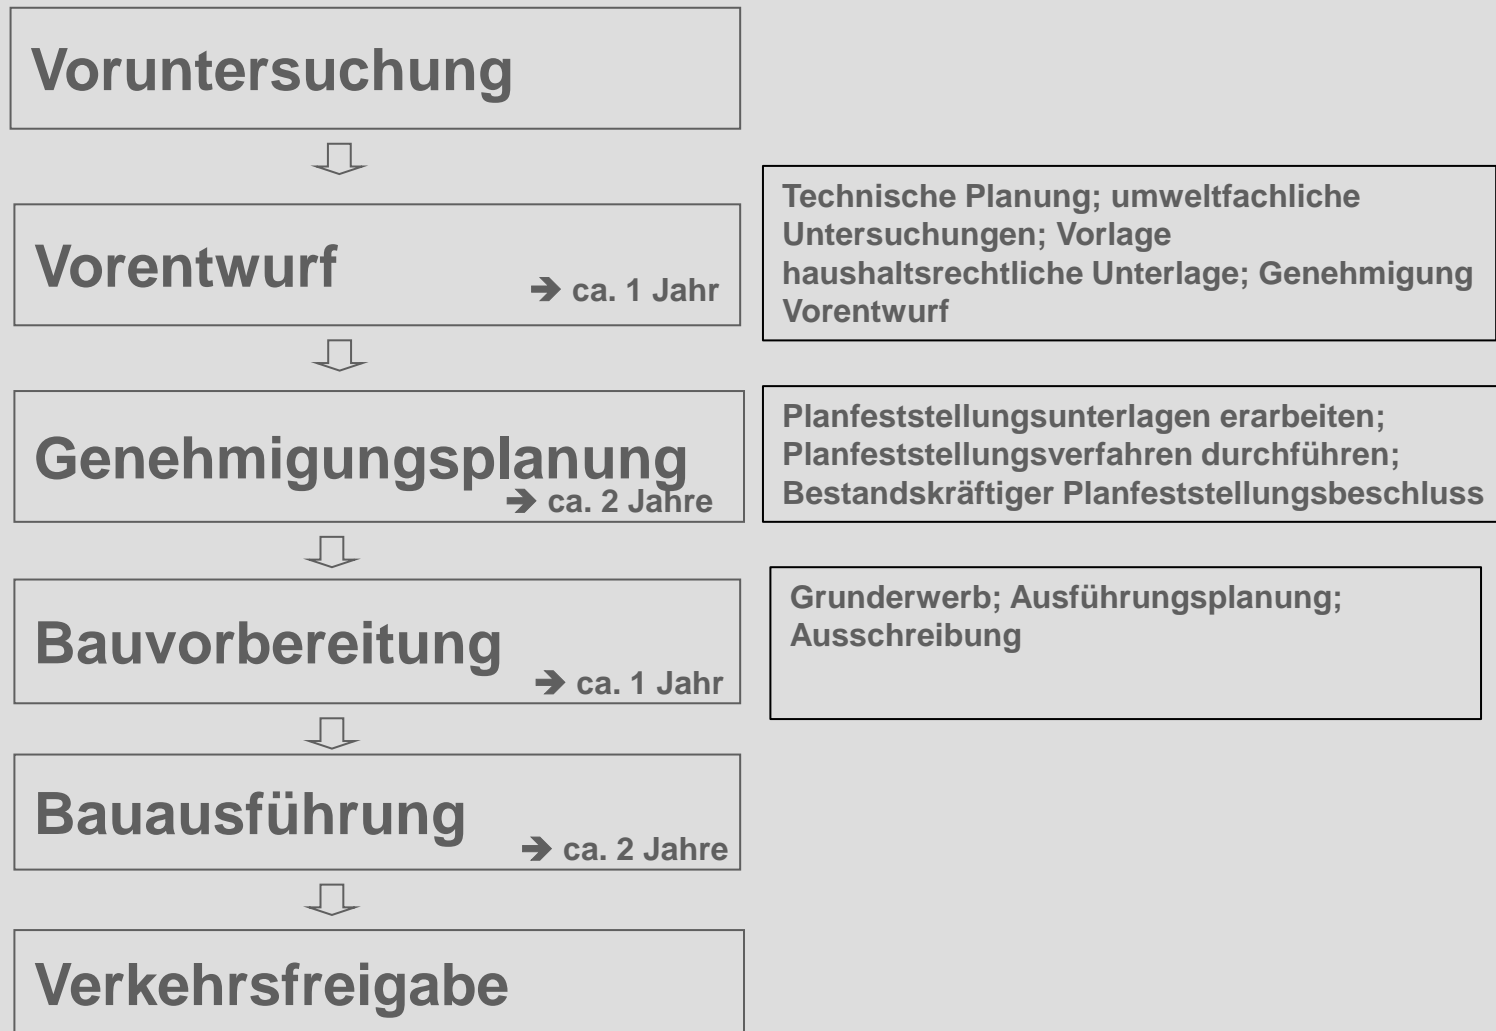 Voruntersuchung
Vorentwurf
➔ ca. 1 Jahr
Technische Planung; umweltfachliche
Untersuchungen; Vorlage
haushaltsrechtliche Unterlage; Genehmigung
Vorentwurf
Genehmigungsplanung
➔ ca. 2 Jahre
Planfeststellungsunterlagen erarbeiten;
Planfeststellungsverfahren durchführen;
Bestandskräftiger Planfeststellungsbeschluss
Bauvorbereitung
➔ ca. 1 Jahr
Grunderwerb; Ausführungsplanung;
Ausschreibung
Bauausführung
➔ ca. 2 Jahre
Verkehrsfreigabe